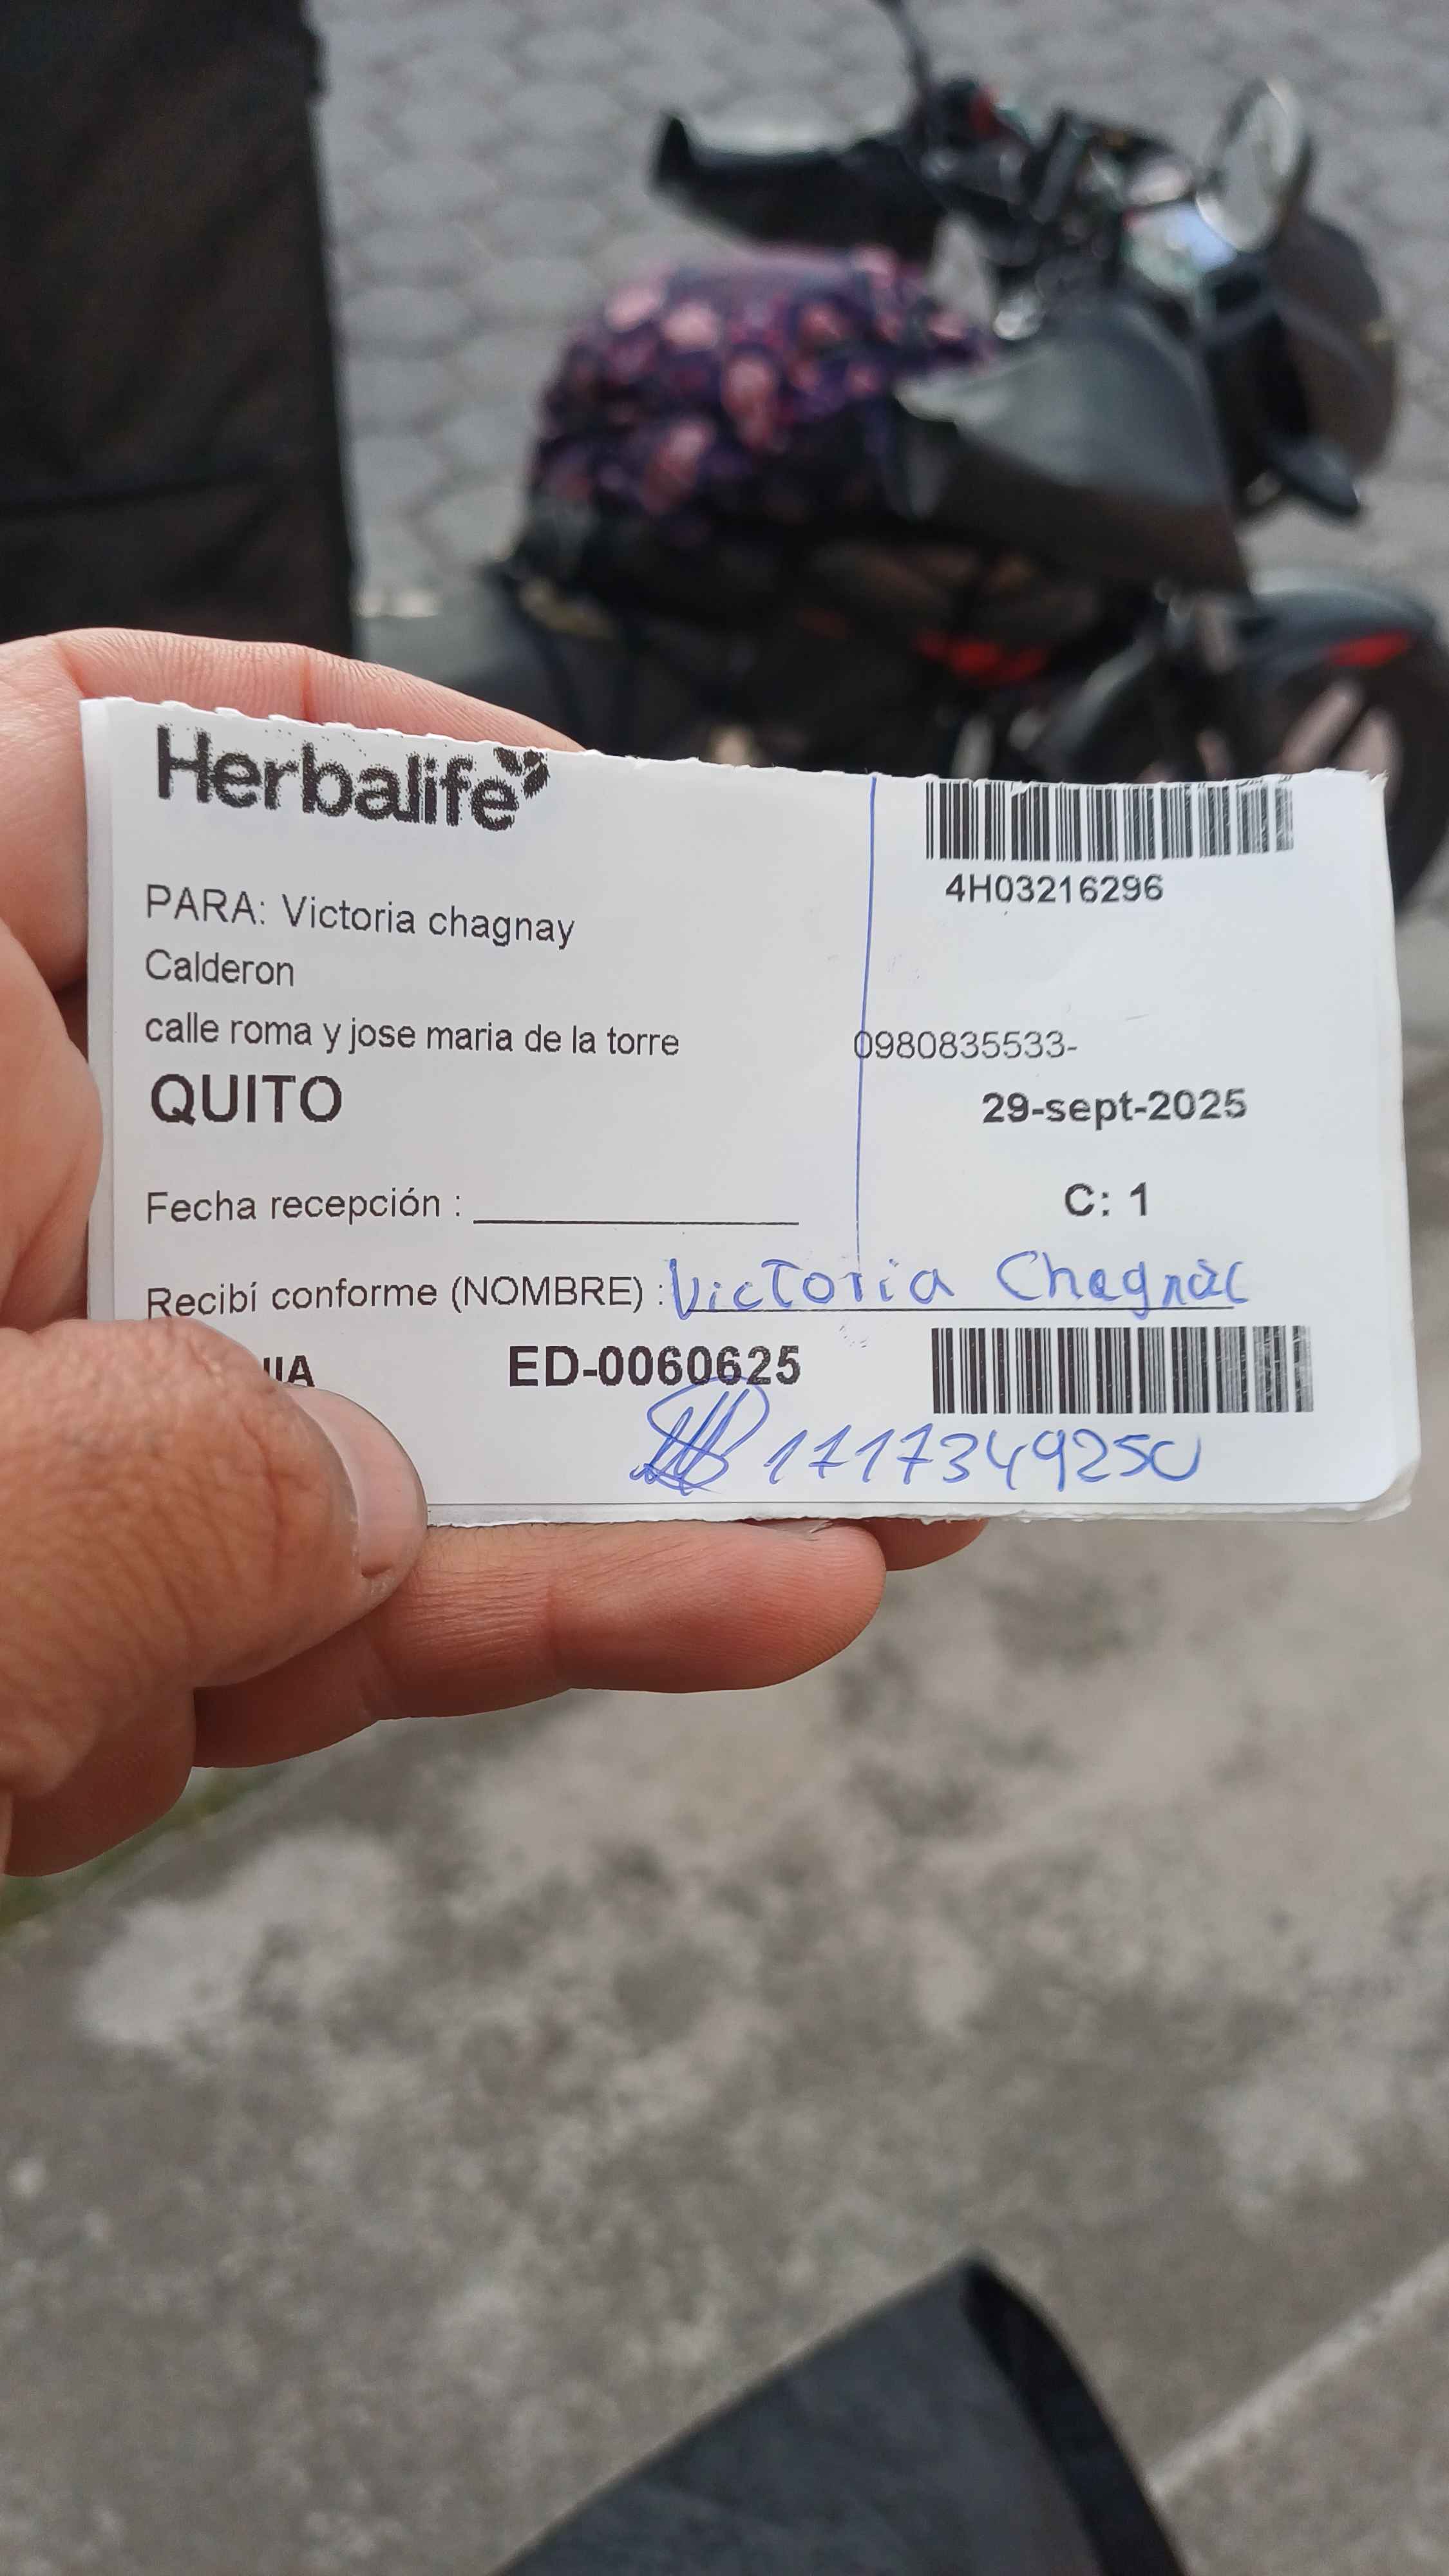 Herbalife
4H03216296
PARA: Victoria chagnay
Calderon
calle roma y jose maria de la torre
0980835533-
QUITO
29-sept-2025
Fecha recepción :
C: 1
Recibí conforme (NOMBRE) : Victoria Chagnàc
ED-0060625
1717349250